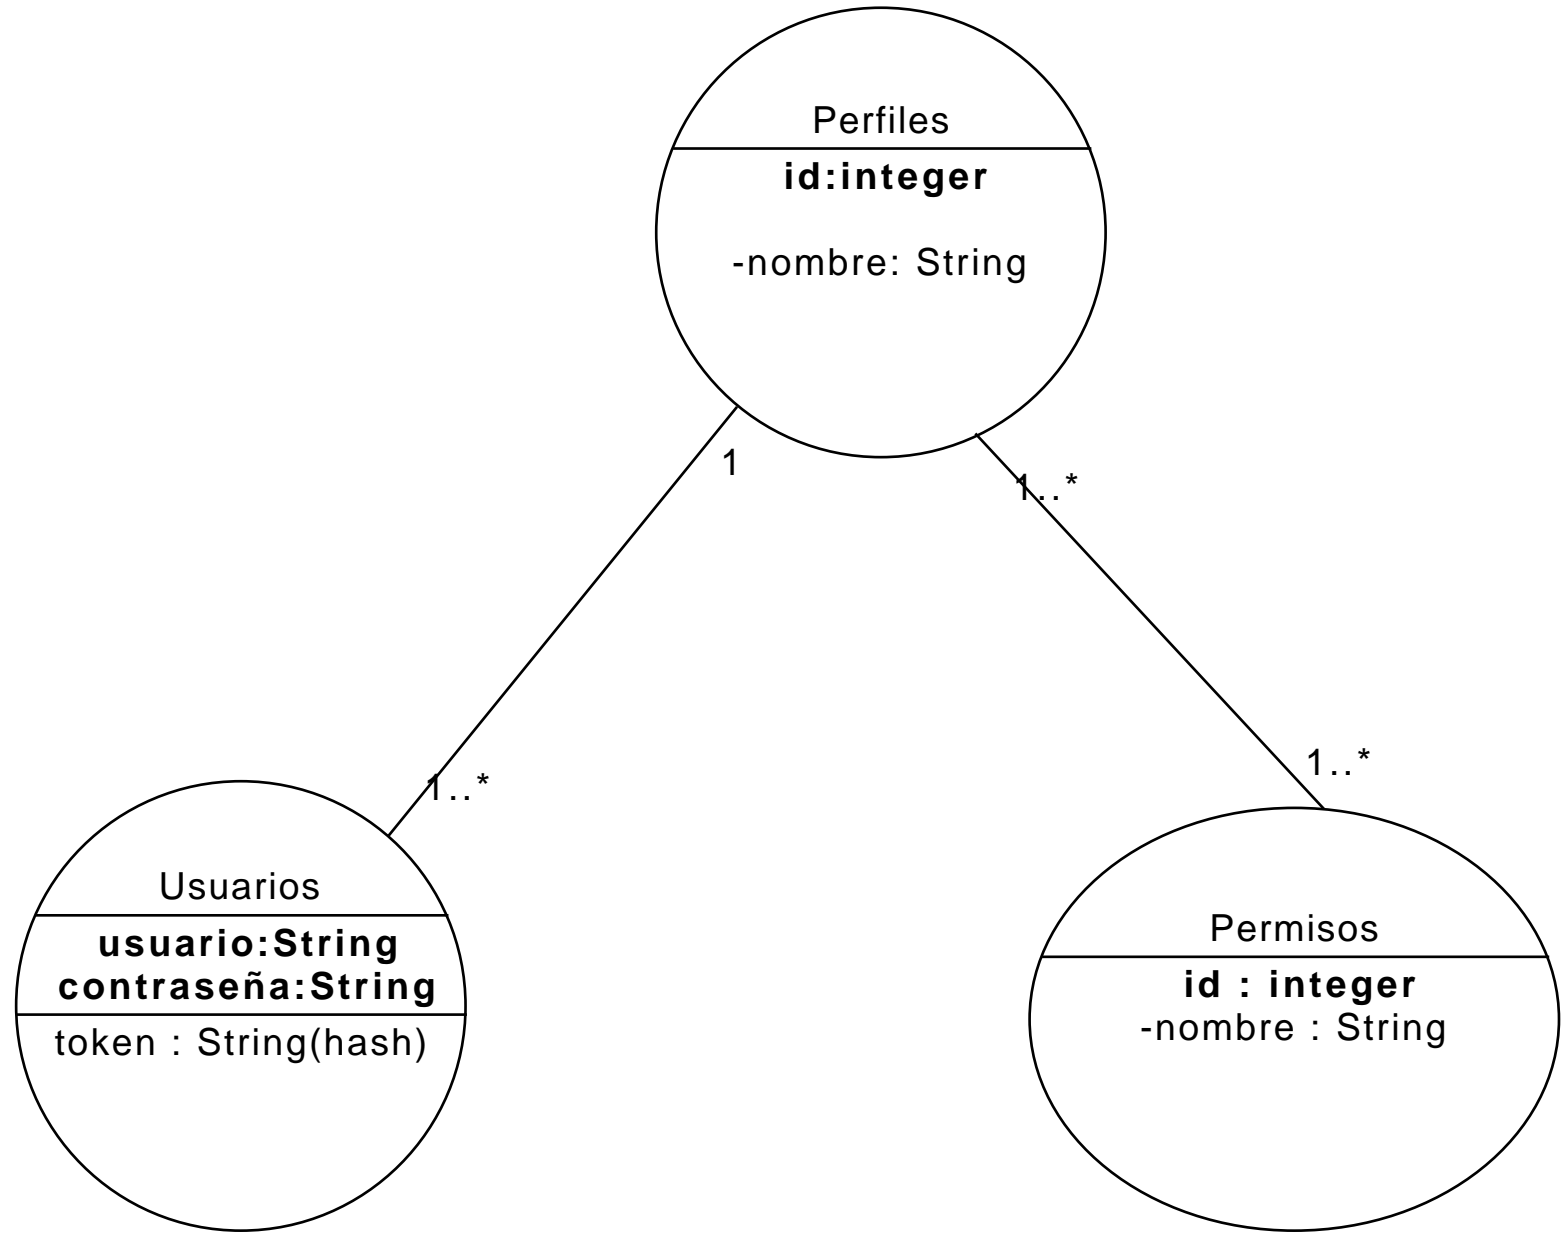 Perfiles
id:integer
-nombre: String
1
1..*
1..*
1..*
Usuarios
usuario:String
contraseña:String
token : String(hash)
Permisos
id : integer
-nombre : String